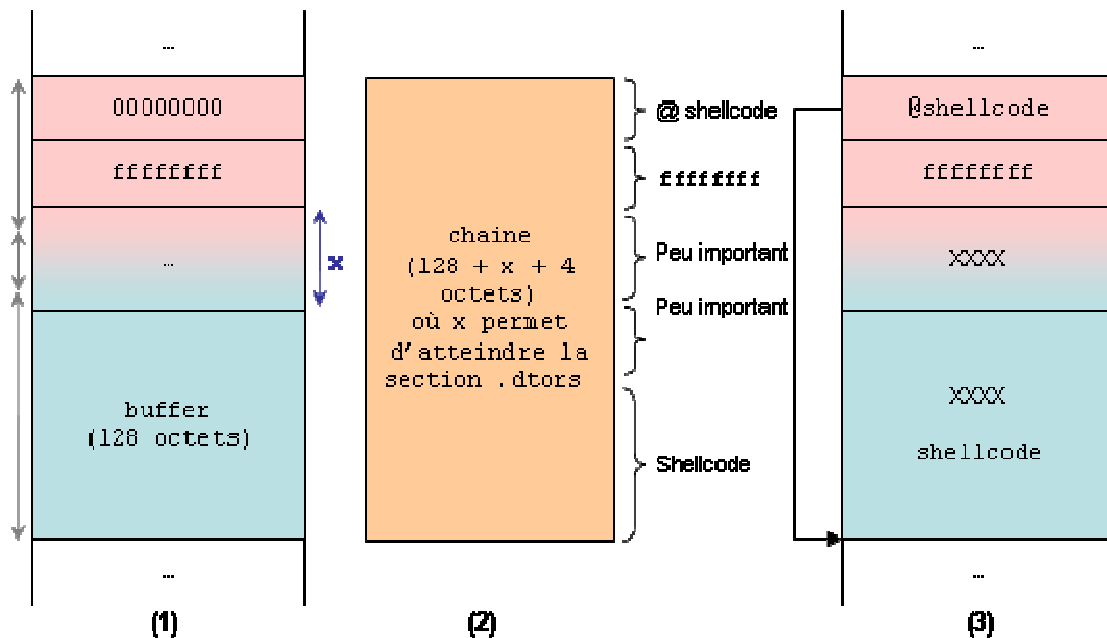 …
00000000
ffffffff
…
x
buffer
(128 octets)
…
(1)
chaine
(128 + x + 4
octets)
où x permet
d'atteindre la
section .dtors
@ shellcode
ffffffff
Peu important
Peu important
Shellcode
(2)
…
@shellcode
ffffffff
XXXX
XXXX
shellcode
…
(3)